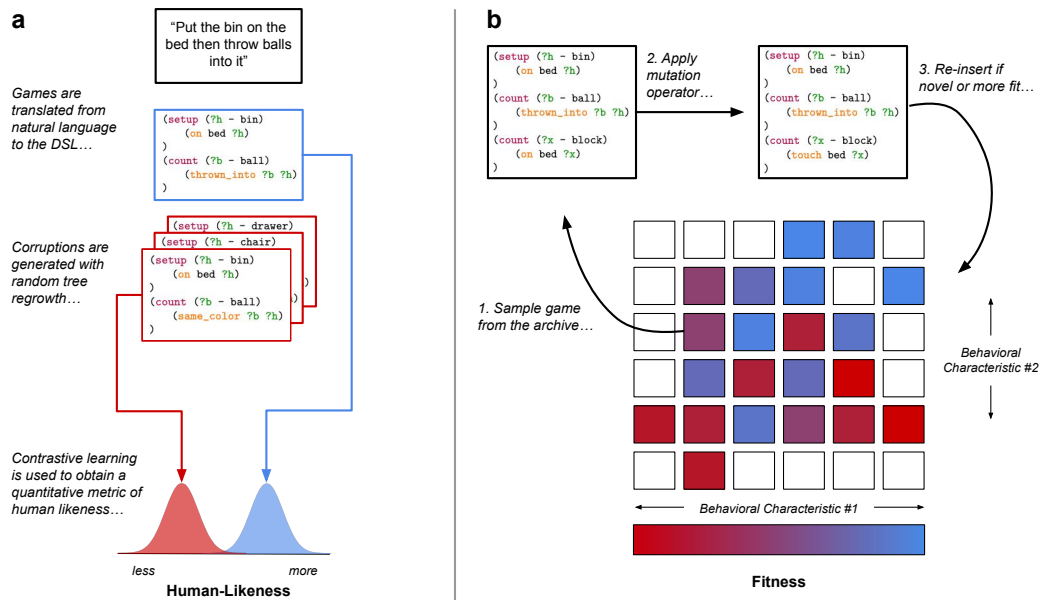 a
“Put the bin on the
bed then throw balls
into it”
Games are
translated from
natural language
to the DSL…
(setup (?h - bin)
(on bed ?h)
)
(count (?b - ball)
(thrown_into ?b ?h)
)
Corruptions are
generated with
random tree
regrowth…
(setup (?h - drawer)
(setup (?h - chair)
(setup (?h - bin)
(on bed ?h)
)
(count (?b - ball)
(same_color ?b ?h)
)
)
Contrastive learning
is used to obtain a
quantitative metric of
human likeness…
less
more
Human-Likeness
b
(setup (?h - bin)
(on bed ?h)
)
(count (?b - ball)
(thrown_into ?b ?h)
)
(count (?x - block)
(on bed ?x)
)
2. Apply
mutation
operator…
(setup (?h - bin)
(on bed ?h)
)
(count (?b - ball)
(thrown_into ?b ?h)
)
(count (?x - block)
(touch bed ?x)
)
3. Re-insert if
novel or more fit…
1. Sample game
from the archive…
Behavioral
Characteristic #2
Behavioral Characteristic #1
Fitness